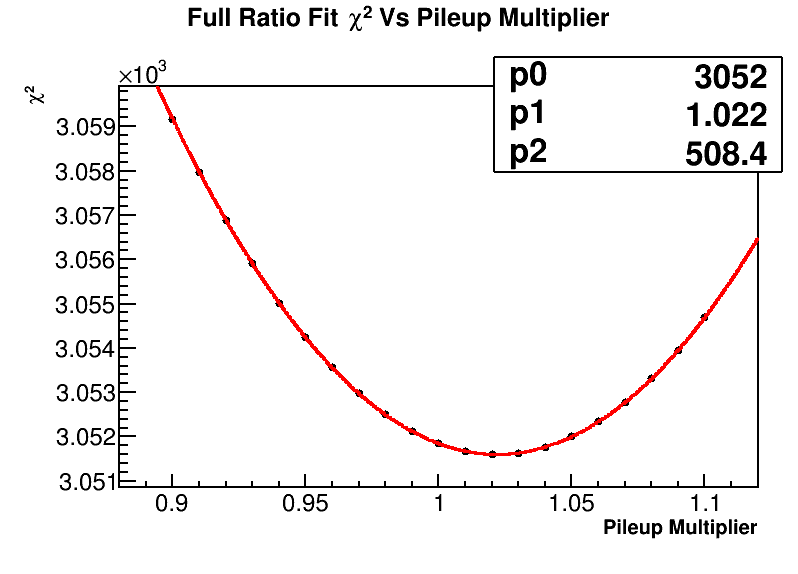 Full Ratio Fit χ² Vs Pileup Multiplier
×10³
χ²
p0 3052
p1 1.022
p2 508.4
3.059
3.058
3.057
3.056
3.055
3.054
3.053
3.052
3.051
0.9 0.95 1 1.05 1.1
Pileup Multiplier